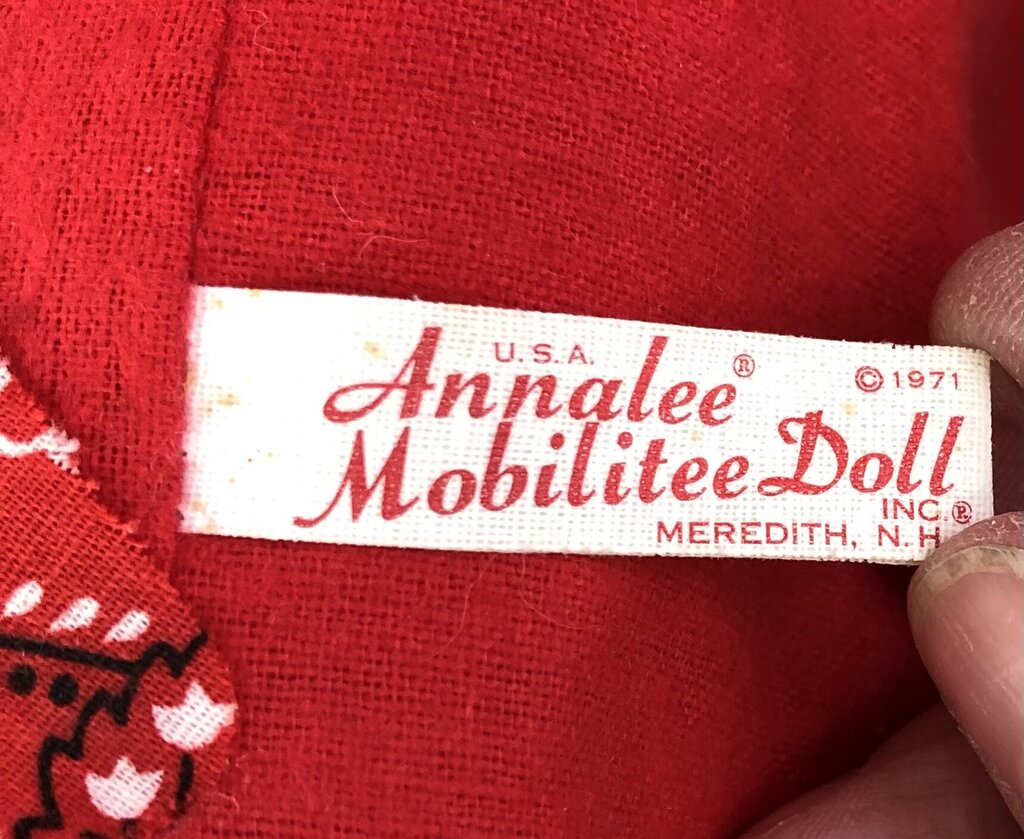 U.S.A.
Annalee® ©1971
Mobilitee Doll
INC.®
MEREDITH, N.H